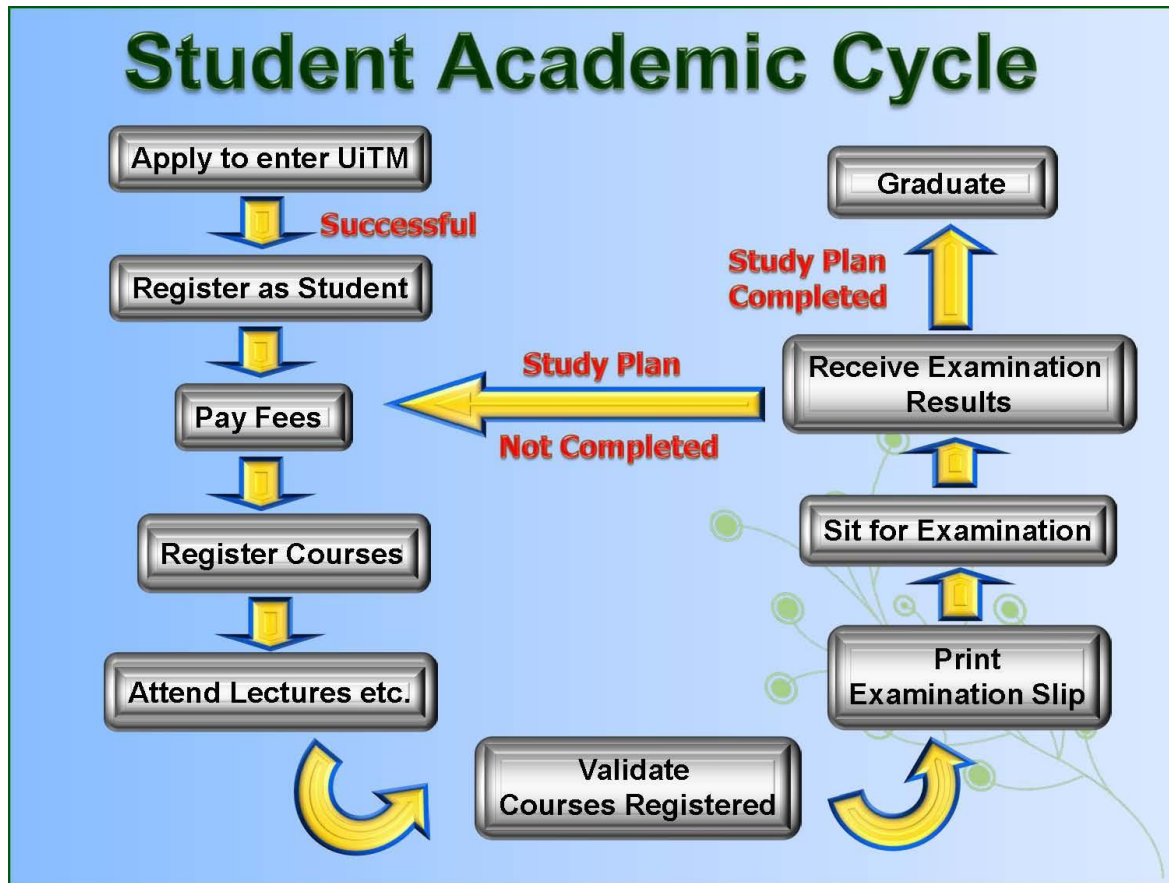 Student Academic Cycle
Apply to enter UiTM
Successful
Register as Student
Pay Fees
Register Courses
Attend Lectures etc.
Validate
Courses Registered
Print
Examination Slip
Sit for Examination
Receive Examination
Results
Study Plan
Not Completed
Study Plan
Completed
Graduate